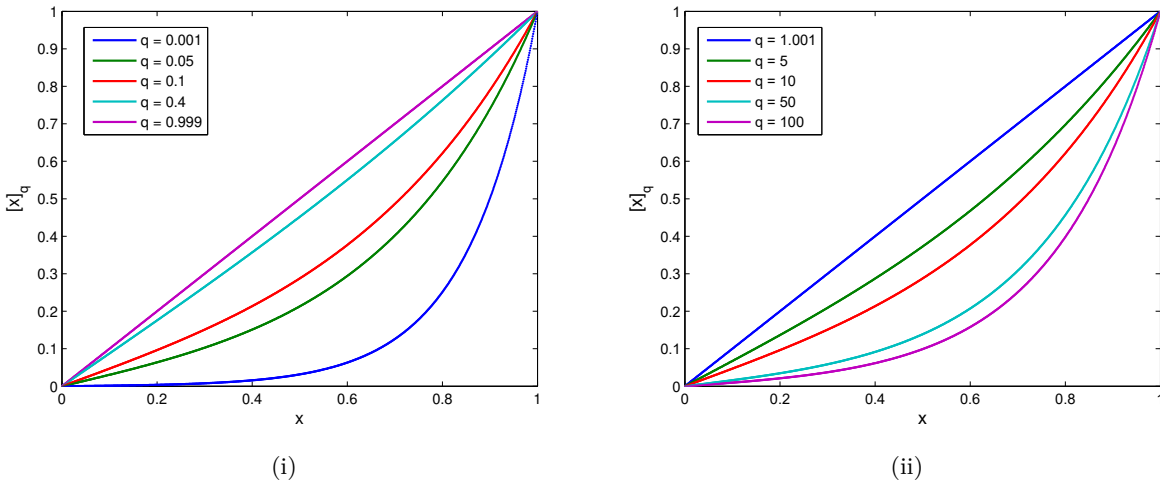 1
0.9
0.8
0.7
0.6
0.5
0.4
0.3
0.2
0.1
0
[x]q
q = 0.001
q = 0.05
q = 0.1
q = 0.4
q = 0.999
0 0.2 0.4 0.6 0.8 1
x
(i)
1
0.9
0.8
0.7
0.6
0.5
0.4
0.3
0.2
0.1
0
[x]q
q = 1.001
q = 5
q = 10
q = 50
q = 100
0 0.2 0.4 0.6 0.8 1
x
(ii)